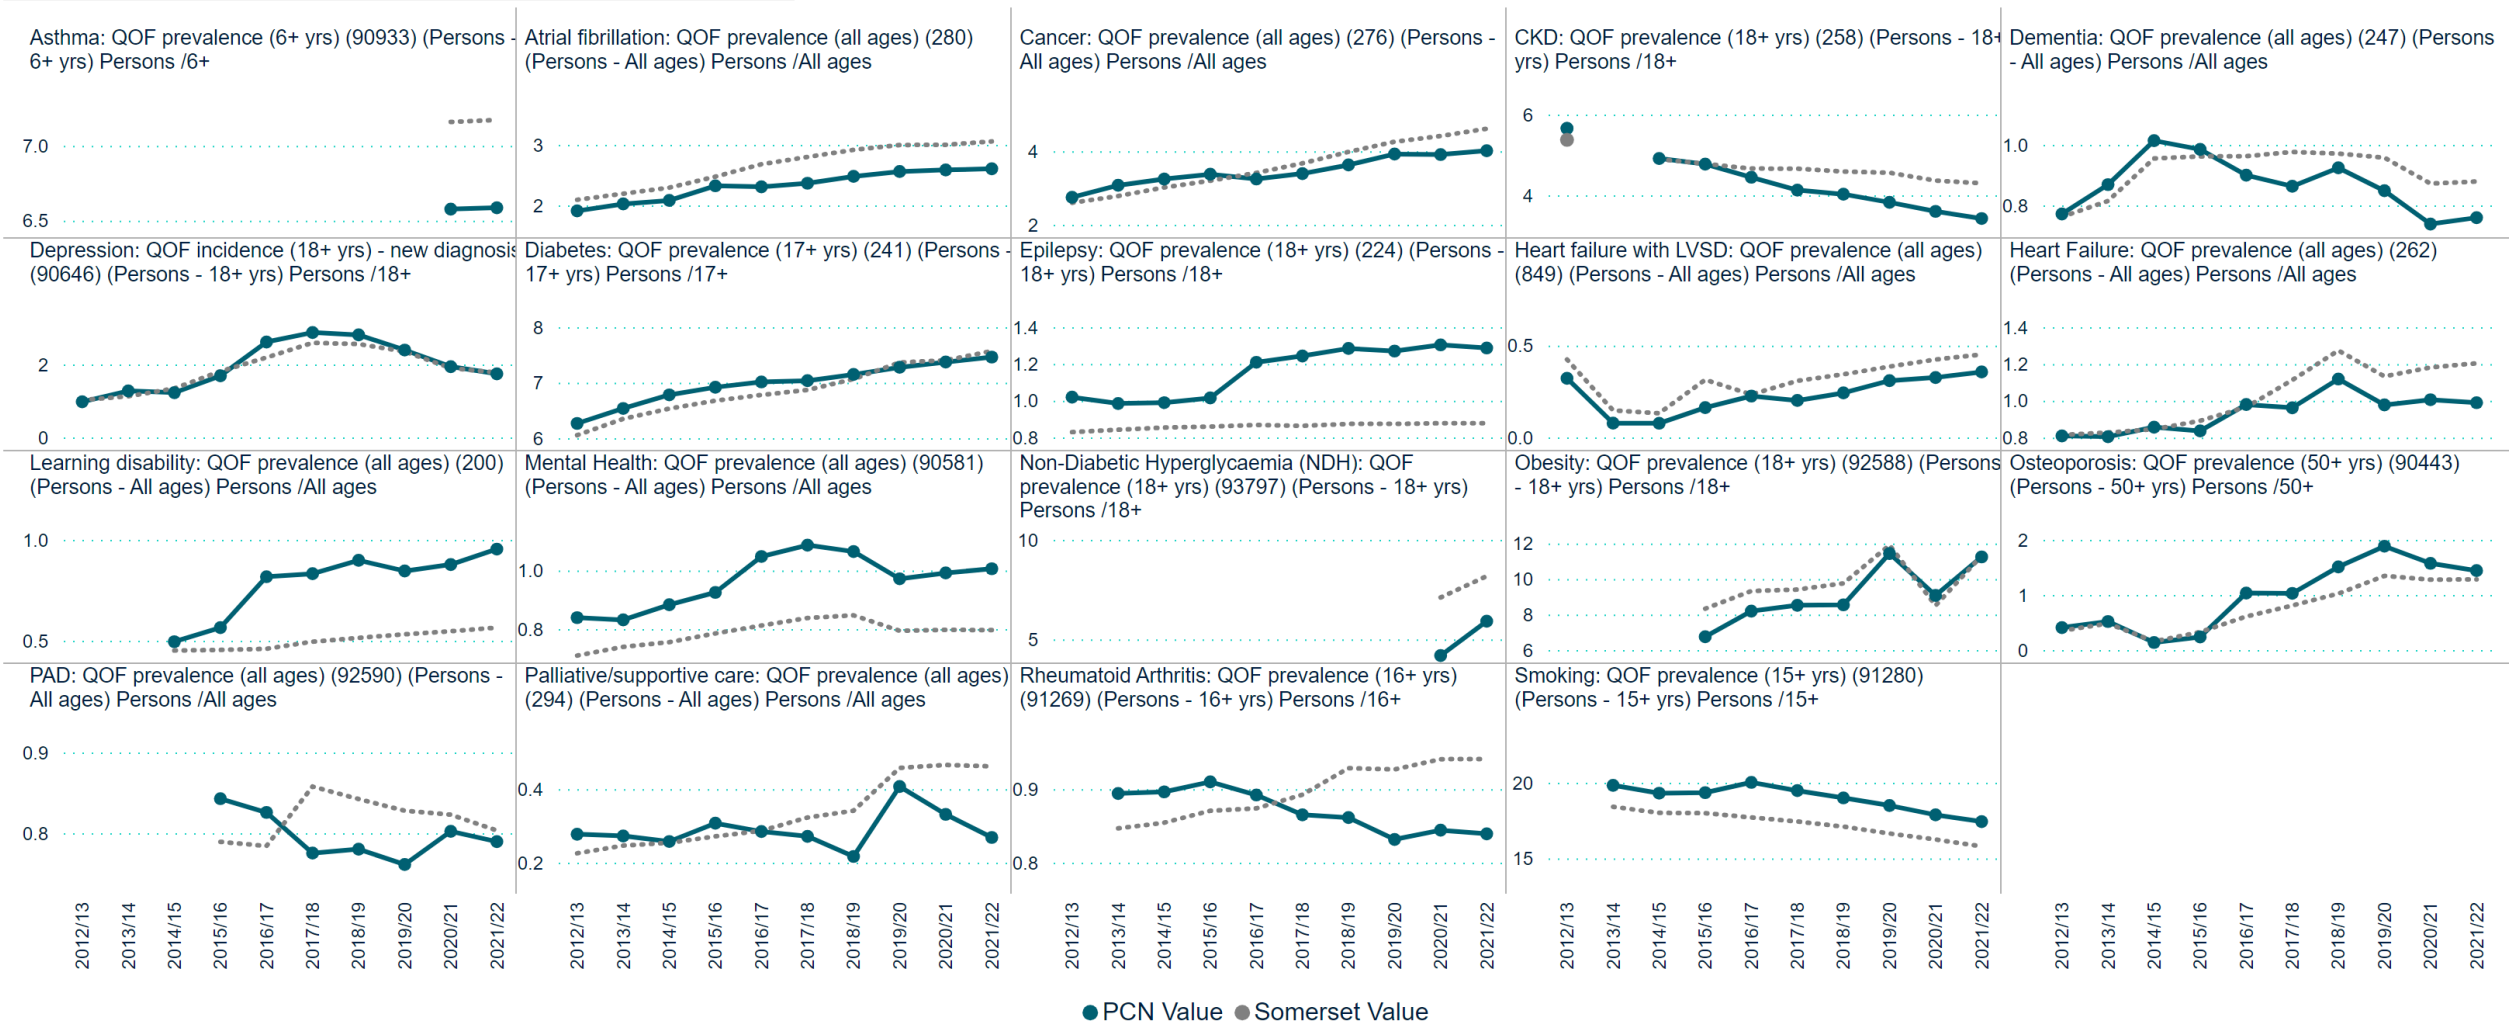 Asthma: QOF prevalence (6+ yrs) (90933) (Persons -
6+ yrs) Persons /6+
7.0
6.5
Atrial fibrillation: QOF prevalence (all ages) (280)
(Persons - All ages) Persons /All ages
3
2
Cancer: QOF prevalence (all ages) (276) (Persons -
All ages) Persons /All ages
4
2
CKD: QOF prevalence (18+ yrs) (258) (Persons - 18+
yrs) Persons /18+
6
4
Dementia: QOF prevalence (all ages) (247) (Persons
- All ages) Persons /All ages
1.0
0.8
Depression: QOF incidence (18+ yrs) - new diagnosis
(90646) (Persons - 18+ yrs) Persons /18+
2
0
Diabetes: QOF prevalence (17+ yrs) (241) (Persons -
17+ yrs) Persons /17+
8
7
6
Epilepsy: QOF prevalence (18+ yrs) (224) (Persons -
18+ yrs) Persons /18+
1.4
1.2
1.0
0.8
Heart failure with LVSD: QOF prevalence (all ages)
(849) (Persons - All ages) Persons /All ages
0.5
0.0
Heart Failure: QOF prevalence (all ages) (262)
(Persons - All ages) Persons /All ages
1.4
1.2
1.0
0.8
Learning disability: QOF prevalence (all ages) (200)
(Persons - All ages) Persons /All ages
1.0
0.5
Mental Health: QOF prevalence (all ages) (90581)
(Persons - All ages) Persons /All ages
1.0
0.8
Non-Diabetic Hyperglycaemia (NDH): QOF
prevalence (18+ yrs) (93797) (Persons - 18+ yrs)
Persons /18+
10
5
Obesity: QOF prevalence (18+ yrs) (92588) (Persons
- 18+ yrs) Persons /18+
12
10
8
6
Osteoporosis: QOF prevalence (50+ yrs) (90443)
(Persons - 50+ yrs) Persons /50+
2
1
0
PAD: QOF prevalence (all ages) (92590) (Persons -
All ages) Persons /All ages
0.9
0.8
Palliative/supportive care: QOF prevalence (all ages)
(294) (Persons - All ages) Persons /All ages
0.4
0.2
Rheumatoid Arthritis: QOF prevalence (16+ yrs)
(91269) (Persons - 16+ yrs) Persons /16+
0.9
0.8
Smoking: QOF prevalence (15+ yrs) (91280)
(Persons - 15+ yrs) Persons /15+
20
15
2012/13
2013/14
2014/15
2015/16
2016/17
2017/18
2018/19
2019/20
2020/21
2021/22
2012/13
2013/14
2014/15
2015/16
2016/17
2017/18
2018/19
2019/20
2020/21
2021/22
2012/13
2013/14
2014/15
2015/16
2016/17
2017/18
2018/19
2019/20
2020/21
2021/22
2012/13
2013/14
2014/15
2015/16
2016/17
2017/18
2018/19
2019/20
2020/21
2021/22
2012/13
2013/14
2014/15
2015/16
2016/17
2017/18
2018/19
2019/20
2020/21
2021/22
PCN Value Somerset Value